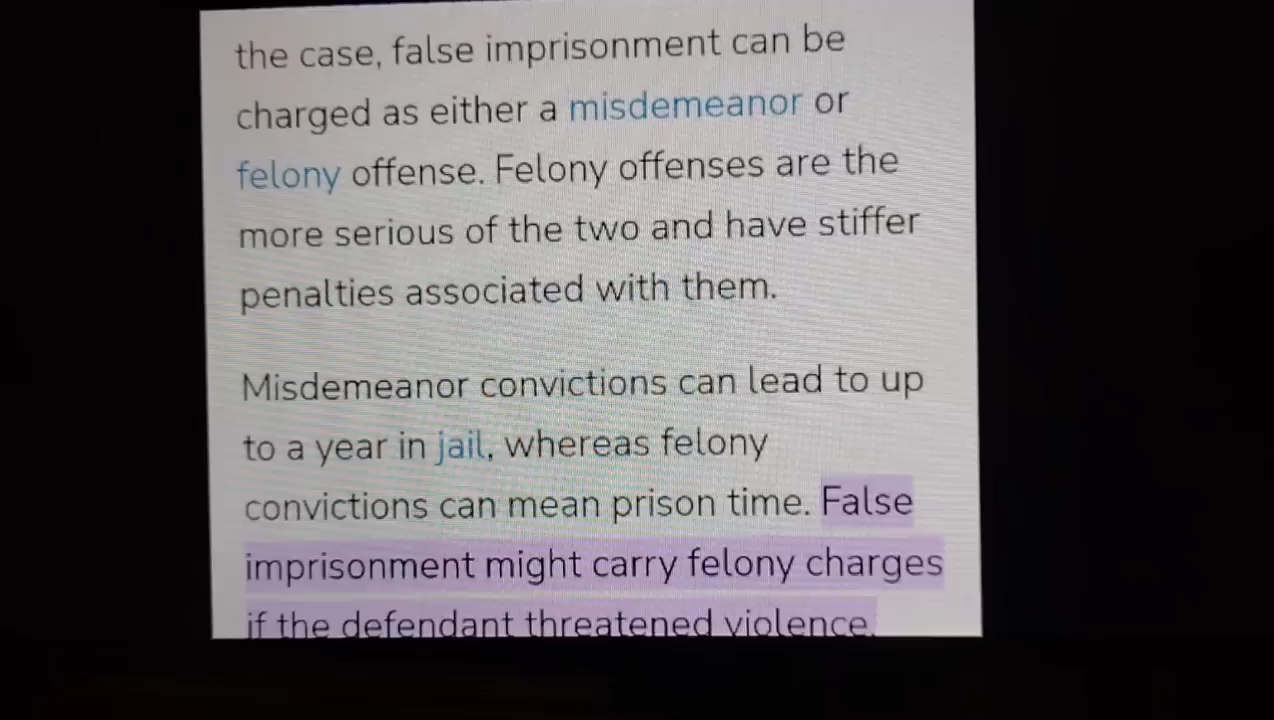 the case, false imprisonment can be
charged as either a misdemeanor or
felony offense. Felony offenses are the
more serious of the two and have stiffer
penalties associated with them.
Misdemeanor convictions can lead to up
to a year in jail, whereas felony
convictions can mean prison time. False
imprisonment might carry felony charges
if the defendant threatened violence.